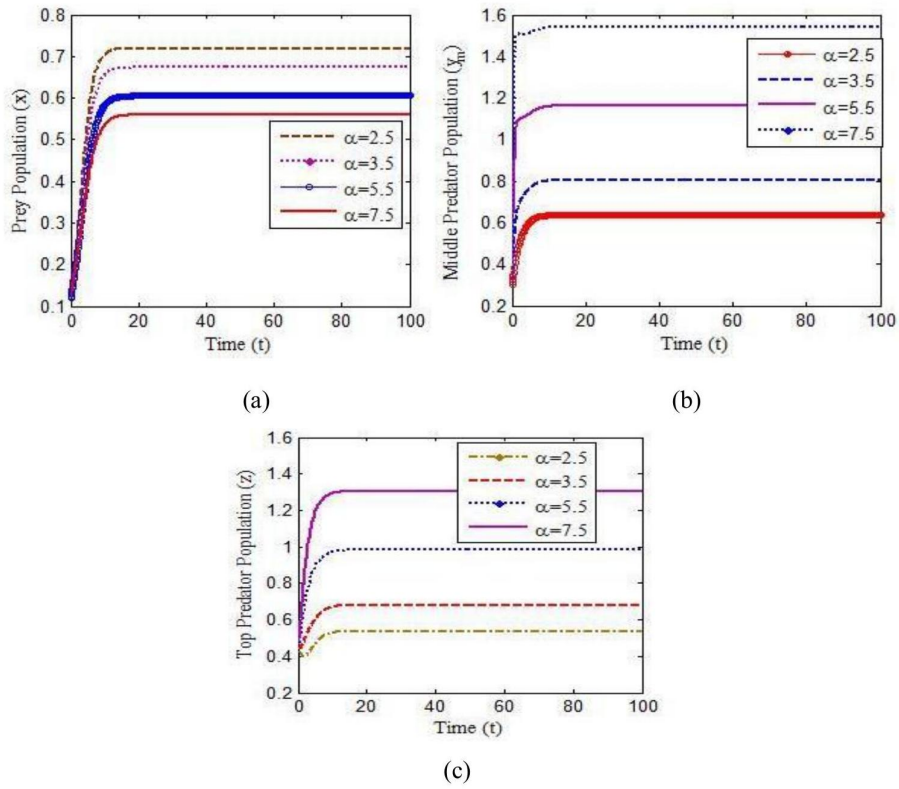 0.8
0.7
0.6
0.5
0.4
0.3
0.2
0.1
Prey Population (x)
0 20 40 60 80 100
Time (t)
α=2.5
α=3.5
α=5.5
α=7.5
(a)
1.6
1.4
1.2
1
0.8
0.6
0.4
0.2
Middle Predator Population (yₘ)
0 20 40 60 80 100
Time (t)
α=2.5
α=3.5
α=5.5
α=7.5
(b)
1.6
1.4
1.2
1
0.8
0.6
0.4
0.2
Top Predator Population (z)
0 20 40 60 80 100
Time (t)
α=2.5
α=3.5
α=5.5
α=7.5
(c)